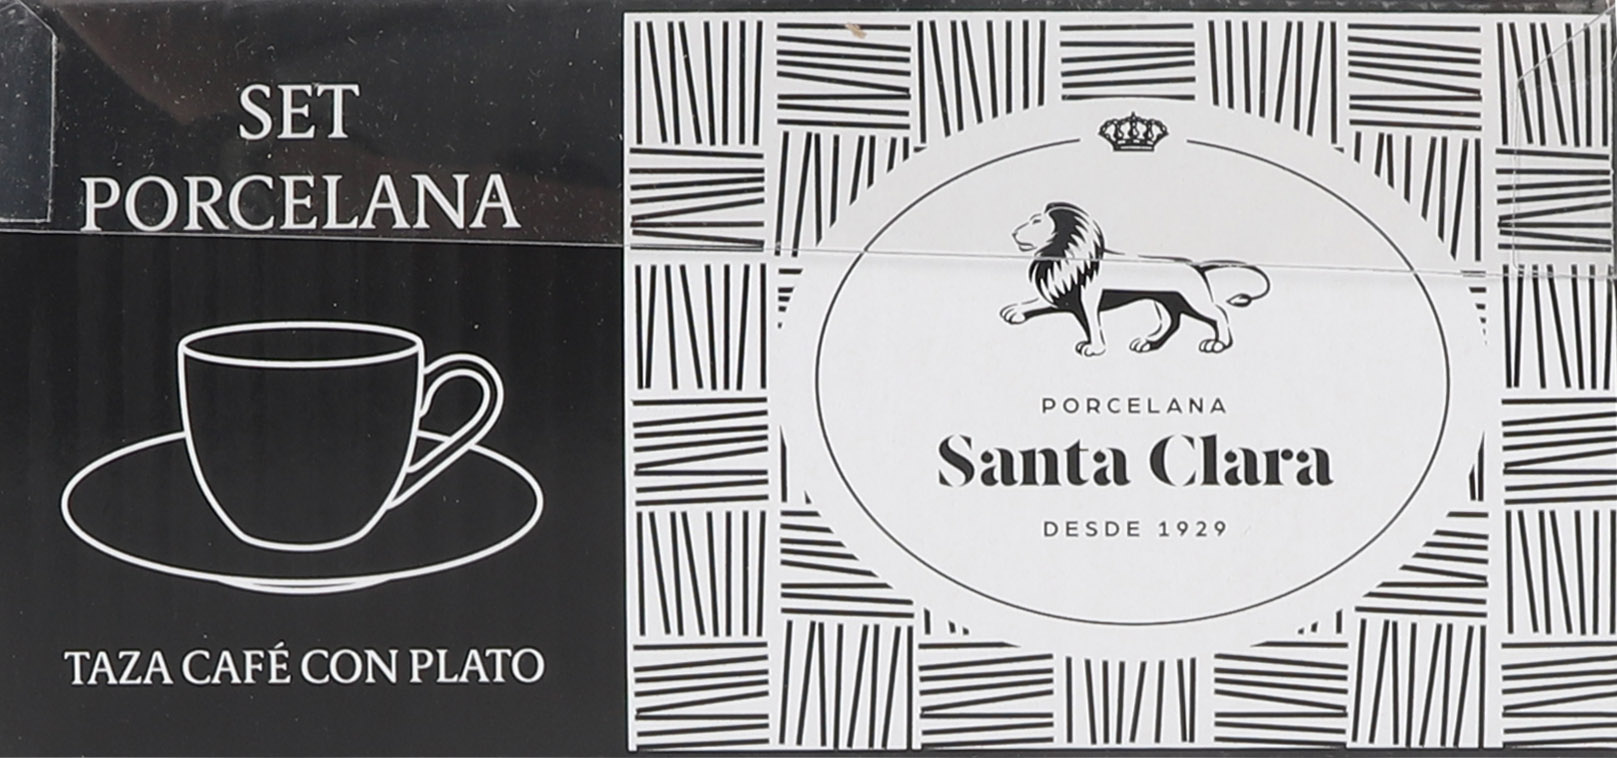 SET
PORCELANA
TAZA CAFÉ CON PLATO
PORCELANA
Santa Clara
DESDE 1929